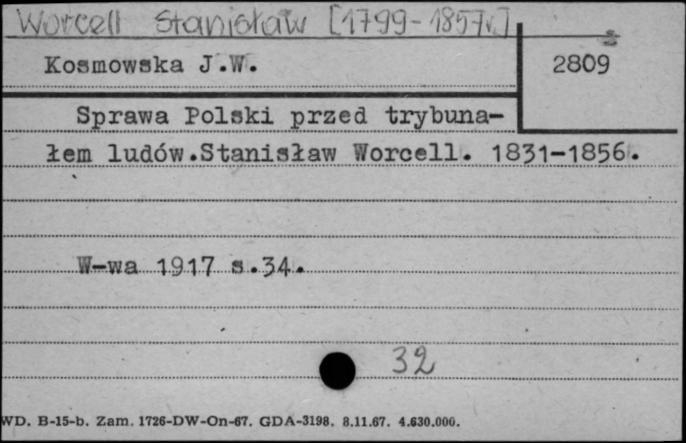 Worcell Stanisław [1799-1857r.]
Kosmowska J.W.
2809
Sprawa Polski przed trybuna-
łem ludów.Stanisław Worcell. 1831-1856.
W-wa 1917 s.34.
32
WD. B-15-b. Zam. 1726-DW-On-67. GDA-3198. 8.11.67. 4.630.000.